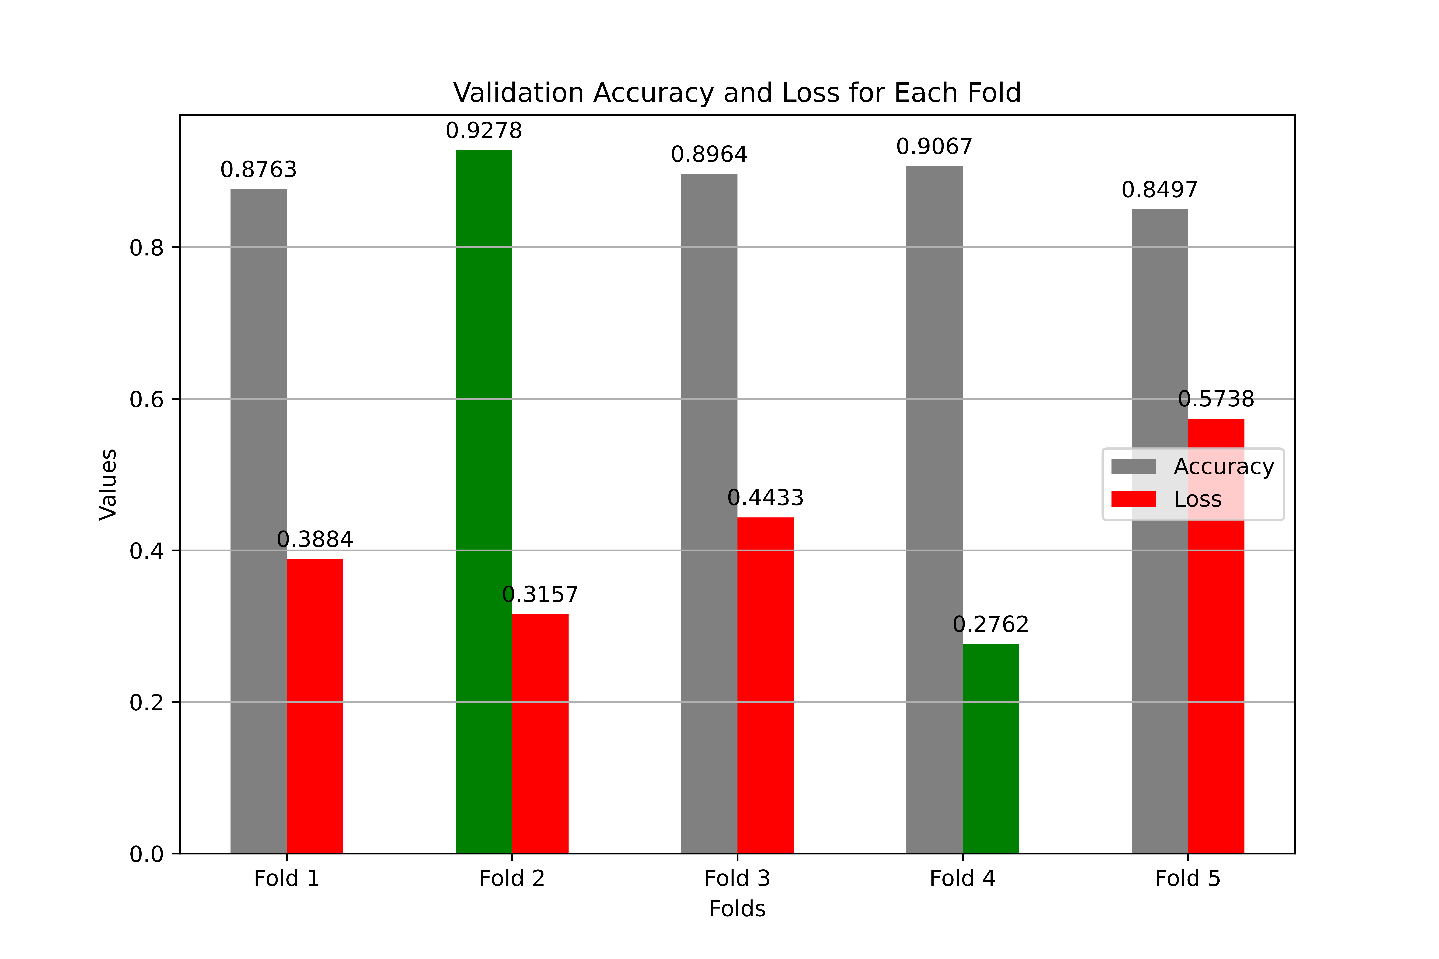 Validation Accuracy and Loss for Each Fold
0.8763
0.9278
0.8964
0.9067
0.8497
0.3884
0.3157
0.4433
0.2762
0.5738
Accuracy
Loss
Values
0.8
0.6
0.4
0.2
0.0
Fold 1
Fold 2
Fold 3
Fold 4
Fold 5
Folds